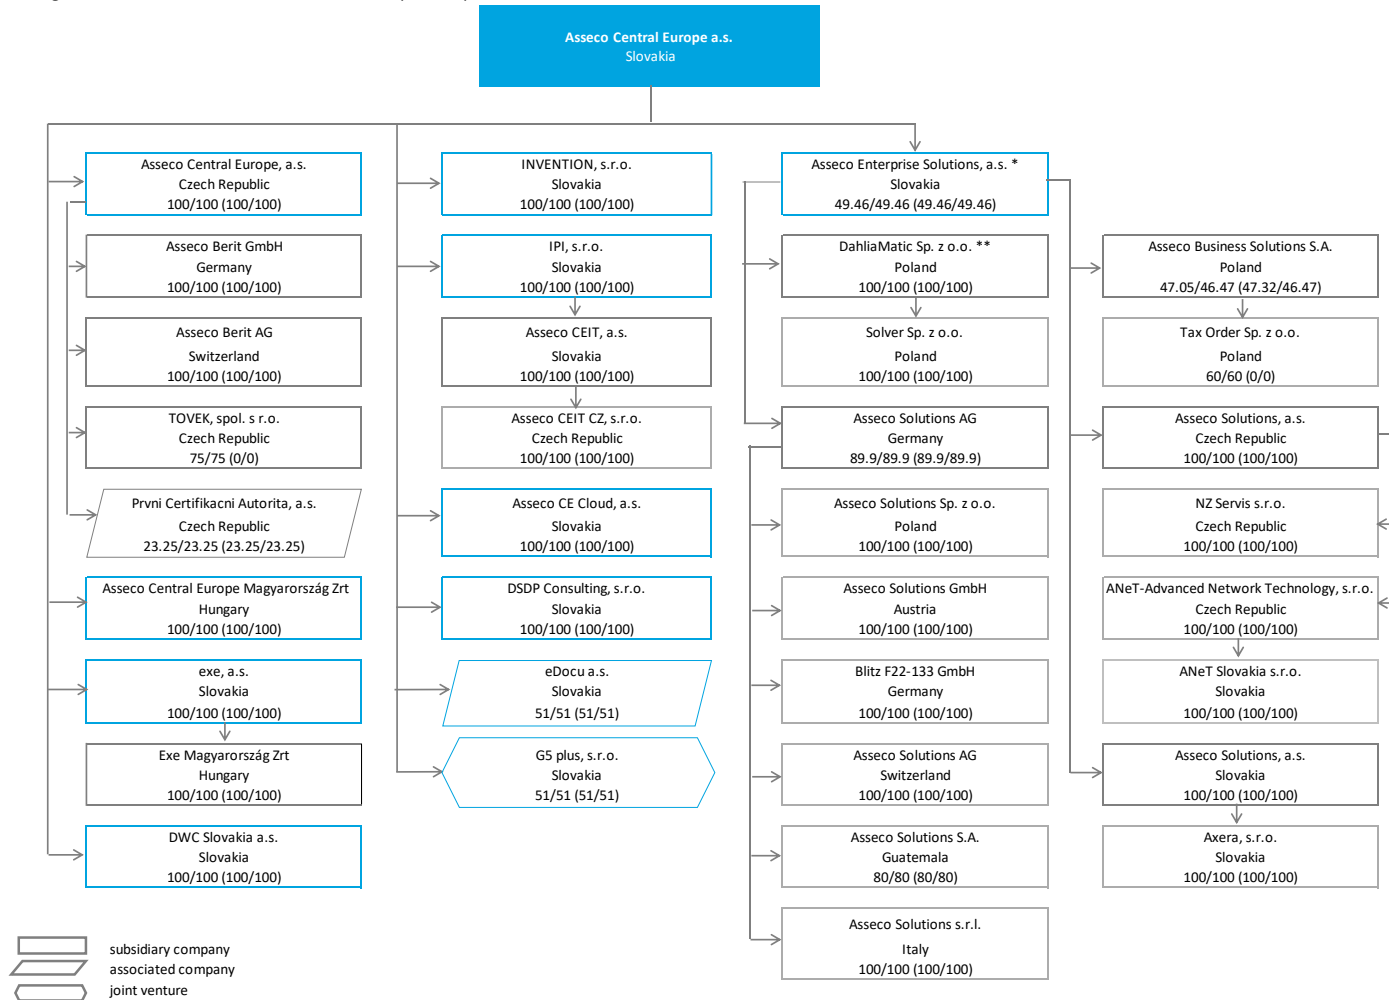 Asseco Central Europe a.s.
Slovakia
Asseco Central Europe, a.s.
Czech Republic
100/100 (100/100)
Asseco Berit GmbH
Germany
100/100 (100/100)
Asseco Berit AG
Switzerland
100/100 (100/100)
TOVEK, spol. s r.o.
Czech Republic
75/75 (0/0)
Prvni Certifikacni Autorita, a.s.
Czech Republic
23.25/23.25 (23.25/23.25)
Asseco Central Europe Magyarország Zrt
Hungary
100/100 (100/100)
exe, a.s.
Slovakia
100/100 (100/100)
Exe Magyarország Zrt
Hungary
100/100 (100/100)
DWC Slovakia a.s.
Slovakia
100/100 (100/100)
INVENTION, s.r.o.
Slovakia
100/100 (100/100)
IPI, s.r.o.
Slovakia
100/100 (100/100)
Asseco CEIT, a.s.
Slovakia
100/100 (100/100)
Asseco CEIT CZ, s.r.o.
Czech Republic
100/100 (100/100)
Asseco CE Cloud, a.s.
Slovakia
100/100 (100/100)
DSDP Consulting, s.r.o.
Slovakia
100/100 (100/100)
eDocu a.s.
Slovakia
51/51 (51/51)
G5 plus, s.r.o.
Slovakia
51/51 (51/51)
Asseco Enterprise Solutions, a.s. *
Slovakia
49.46/49.46 (49.46/49.46)
DahliaMatic Sp. z o.o. **
Poland
100/100 (100/100)
Solver Sp. z o.o.
Poland
100/100 (100/100)
Asseco Solutions AG
Germany
89.9/89.9 (89.9/89.9)
Asseco Solutions Sp. z o.o.
Poland
100/100 (100/100)
Asseco Solutions GmbH
Austria
100/100 (100/100)
Blitz F22-133 GmbH
Germany
100/100 (100/100)
Asseco Solutions AG
Switzerland
100/100 (100/100)
Asseco Solutions S.A.
Guatemala
80/80 (80/80)
Asseco Solutions s.r.l.
Italy
100/100 (100/100)
Asseco Business Solutions S.A.
Poland
47.05/46.47 (47.32/46.47)
Tax Order Sp. z o.o.
Poland
60/60 (0/0)
Asseco Solutions, a.s.
Czech Republic
100/100 (100/100)
NZ Servis s.r.o.
Czech Republic
100/100 (100/100)
ANeT-Advanced Network Technology, s.r.o.
Czech Republic
100/100 (100/100)
ANeT Slovakia s.r.o.
Slovakia
100/100 (100/100)
Asseco Solutions, a.s.
Slovakia
100/100 (100/100)
Axera, s.r.o.
Slovakia
100/100 (100/100)
subsidiary company
associated company
joint venture